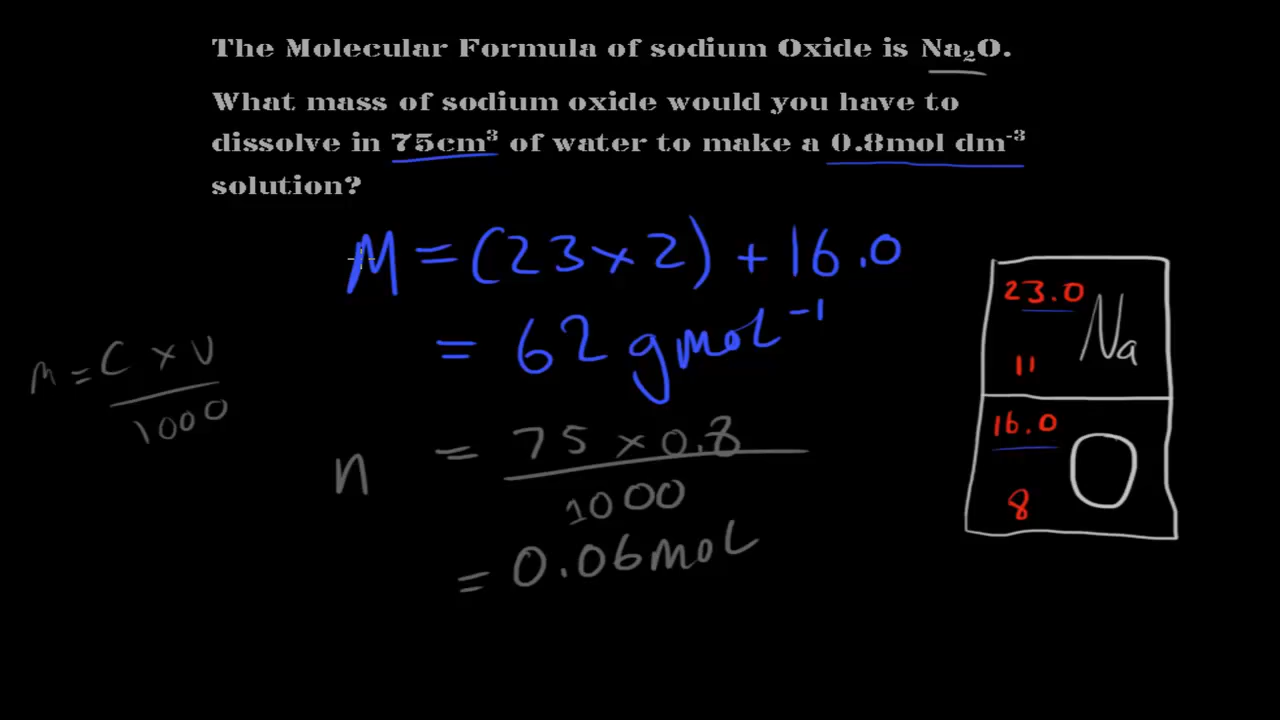 The Molecular Formula of sodium Oxide is Na₂O.
What mass of sodium oxide would you have to
dissolve in 75cm³ of water to make a 0.8mol dm⁻³
solution?
M = (23 × 2) + 16.0
= 62 gmol⁻¹
n = C × V
1000
n = 75 × 0.8
1000
= 0.06mol
23.0
Na
11
16.0
O
8